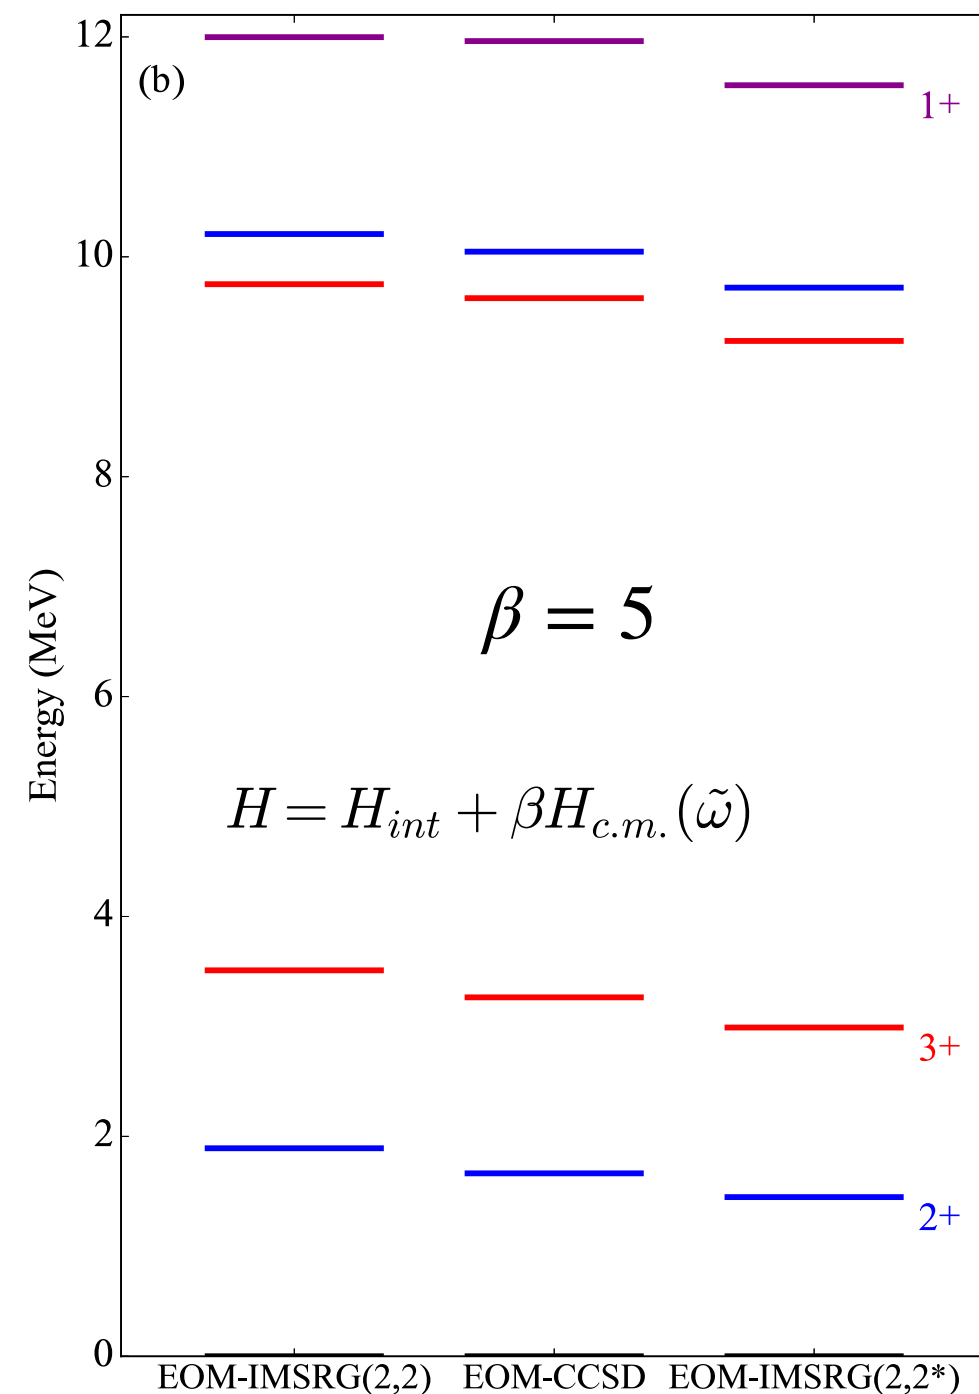 12
(b)
1+
10
8
β = 5
6
Energy (MeV)
H = H_{int} + βH_{c.m.}(ω̃)
4
3+
2
2+
0
EOM-IMSRG(2,2) EOM-CCSD EOM-IMSRG(2,2*)